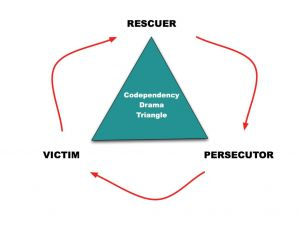 RESCUER
Codependency
Drama
Triangle
VICTIM
PERSECUTOR